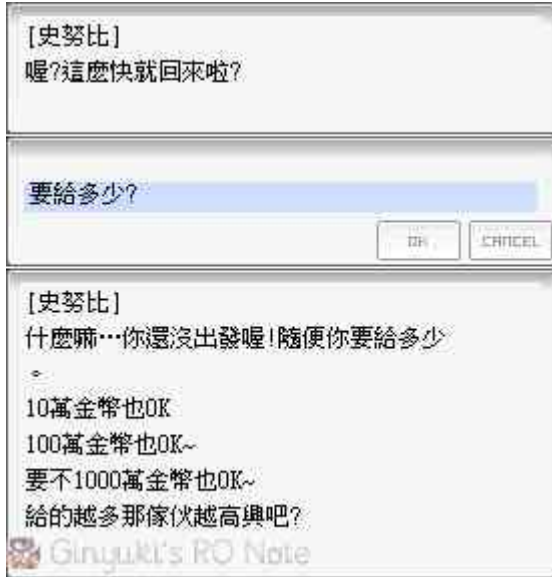 [史努比]
喔?這麼快就回來啦?
要給多少?
OK
CANCEL
[史努比]
什麼嘛…你還沒出發喔!隨便你要給多少
。
10萬金幣也OK
100萬金幣也OK~
要不1000萬金幣也OK~
給的越多那傢伙越高興吧?
Ginyuki's RO Note